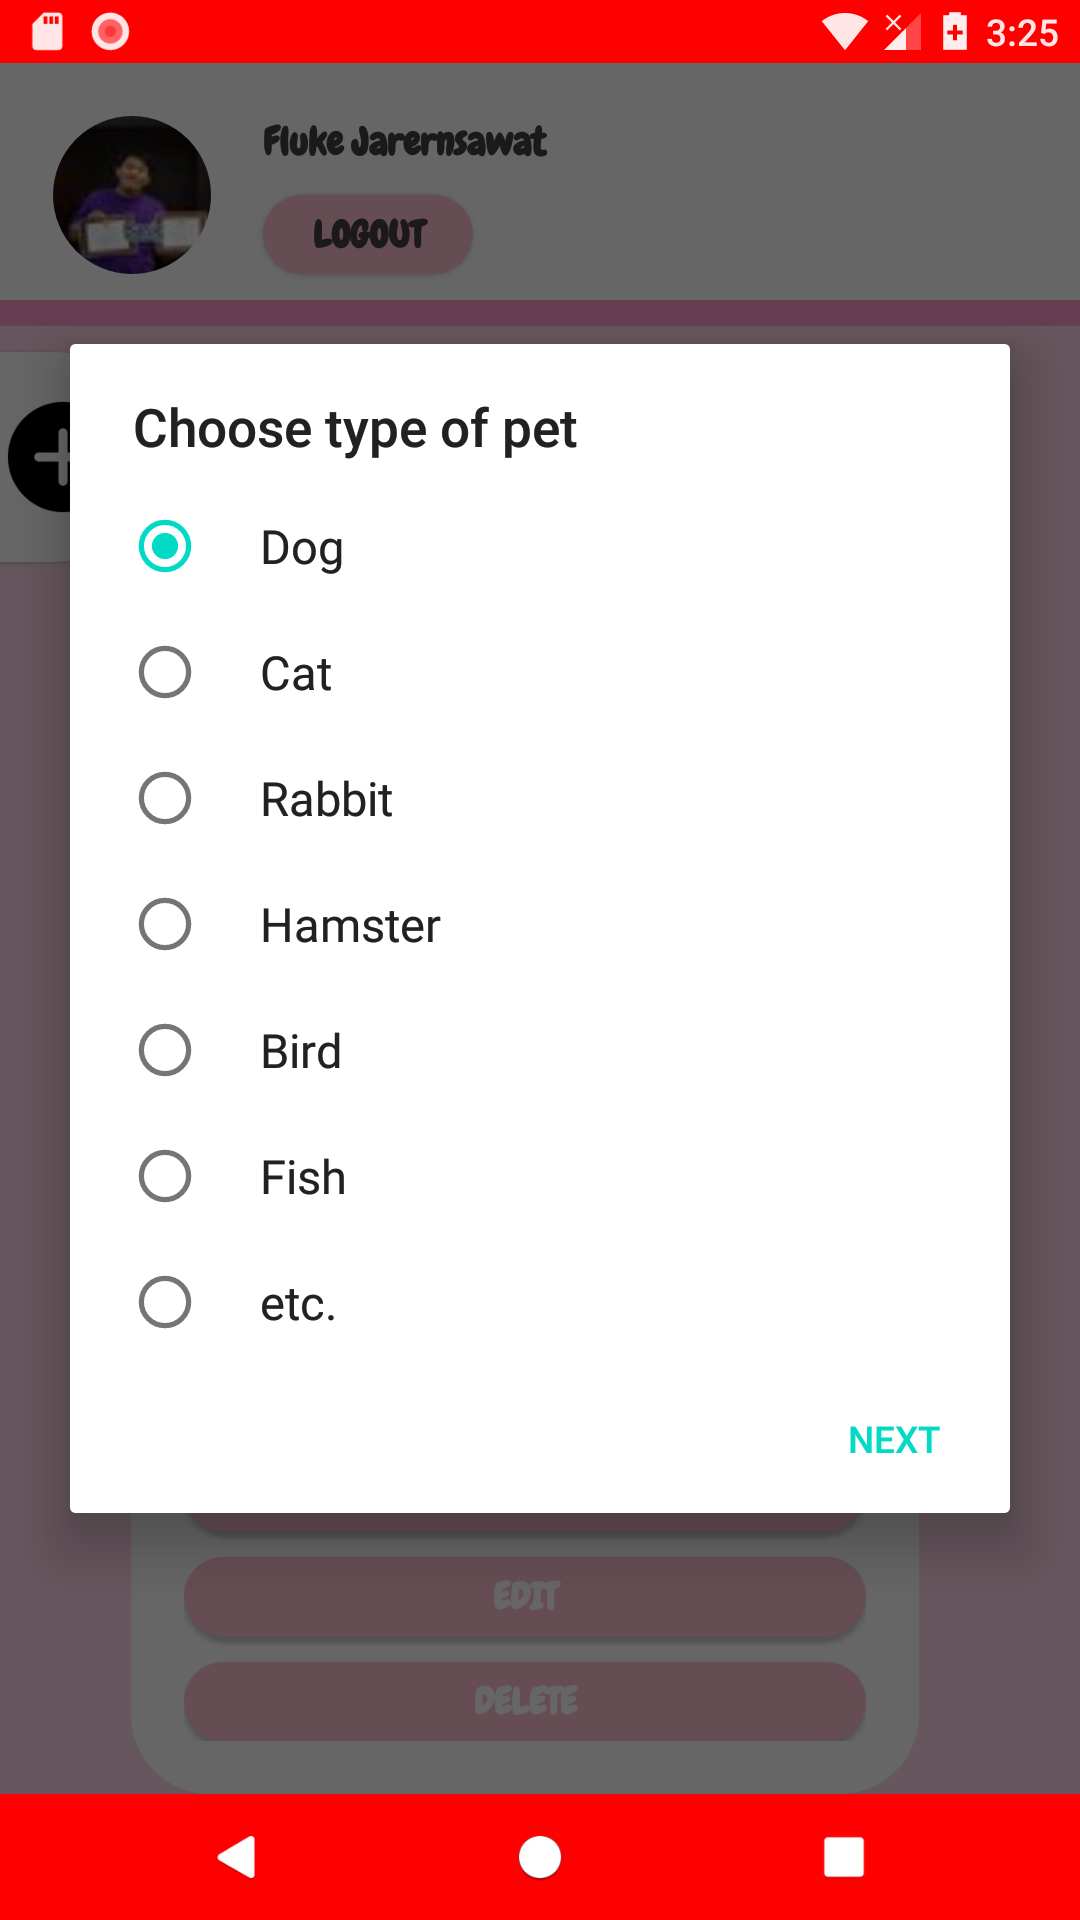 3:25
Fluke Jarernsawat
LOGOUT
Choose type of pet
Dog
Cat
Rabbit
Hamster
Bird
Fish
etc.
NEXT
EDIT
DELETE